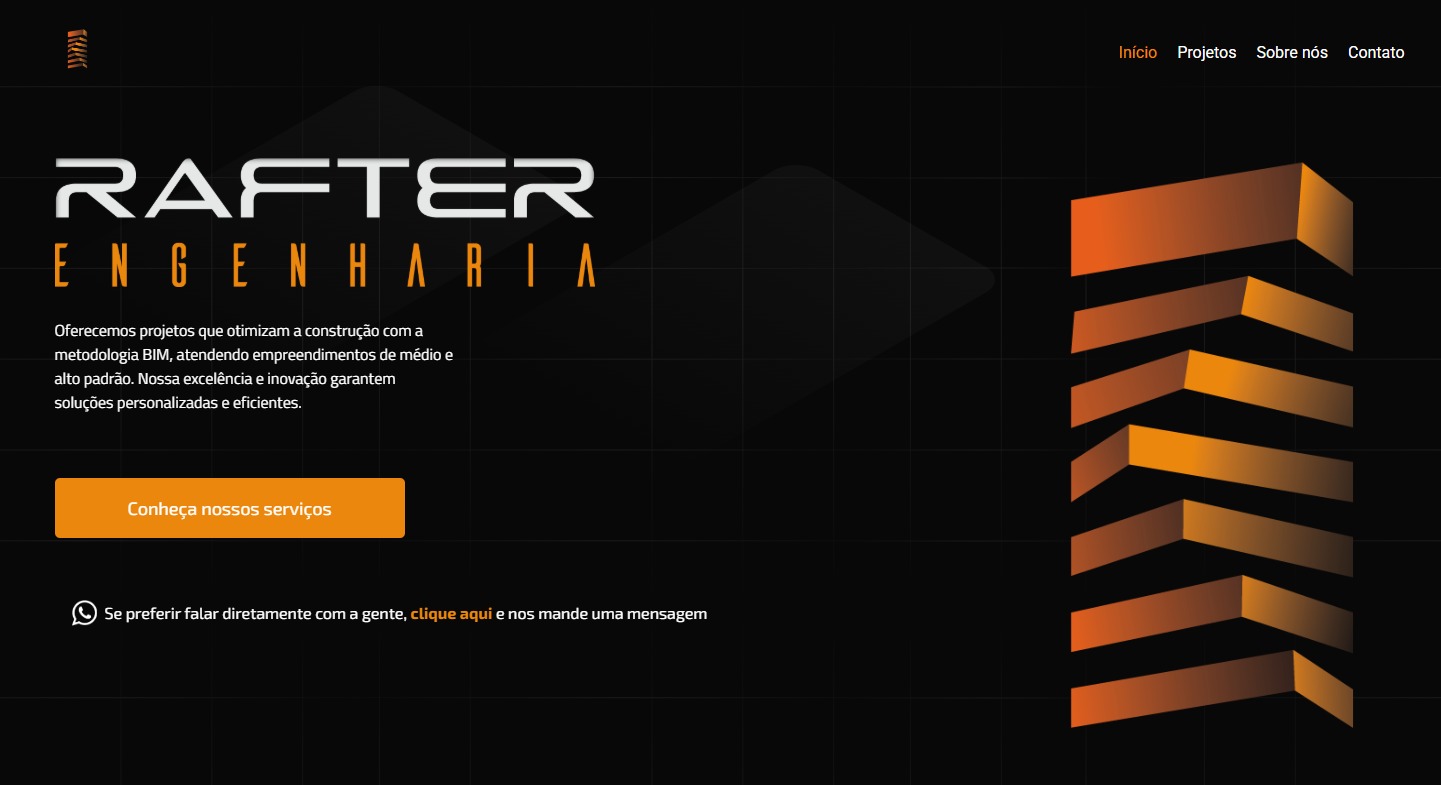 Início Projetos Sobre nós Contato
RAFTER
ENGENHARIA
Oferecemos projetos que otimizam a construção com a
metodologia BIM, atendendo empreendimentos de médio e
alto padrão. Nossa excelência e inovação garantem
soluções personalizadas e eficientes.
Conheça nossos serviços
Se preferir falar diretamente com a gente, clique aqui e nos mande uma mensagem